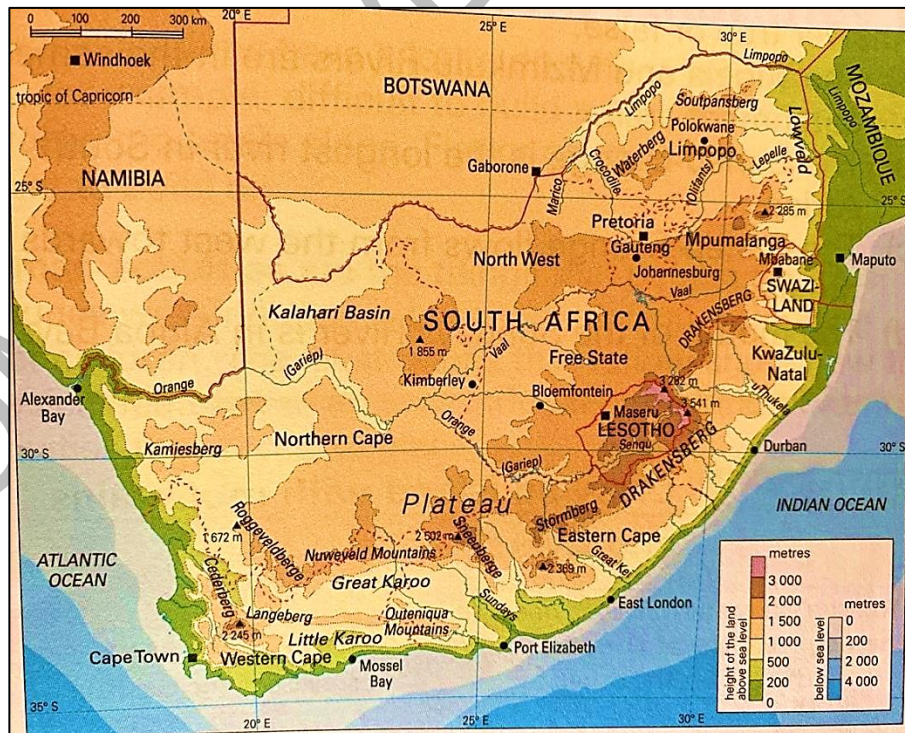 0 100 200 300 km
20° E
25° E
30° E
Windhoek
tropic of Capricorn
BOTSWANA
NAMIBIA
MOZAMBIQUE
Limpopo
Limpopo
Limpopo
Soutpansberg
Polokwane
Limpopo
Lowveld
Waterberg
Crocodile
Marico
(Olifants)
Lepelle
Gaborone
25° S
25° S
2 285 m
Pretoria
Gauteng
Mpumalanga
Johannesburg
Mbabane
Maputo
SWAZI-
LAND
North West
Vaal
Kalahari Basin
SOUTH AFRICA
DRAKENSBERG
1 855 m
Vaal
Free State
KwaZulu-
Natal
Orange
(Gariep)
Kimberley
Bloemfontein
3 282 m
uThukela
Alexander
Bay
Maseru
3 541 m
LESOTHO
Senqu
Orange
Northern Cape
Kamiesberg
(Gariep)
DRAKENSBERG
Durban
30° S
30° S
Plateau
Stormberg
INDIAN OCEAN
Roggeveldberge
1 672 m
2 502 m
Sneeuberge
Eastern Cape
Nuweveld Mountains
2 369 m
Great Kei
ATLANTIC
OCEAN
Great Karoo
Cederberg
Langeberg
Outeniqua
Mountains
Sundays
East London
2 245 m
Little Karoo
Cape Town
Western Cape
Mossel
Bay
Port Elizabeth
35° S
20° E
25° E
30° E
metres
3 000
2 000
1 500
1 000
500
200
0
height of the land
above sea level
metres
0
200
2 000
4 000
below sea level